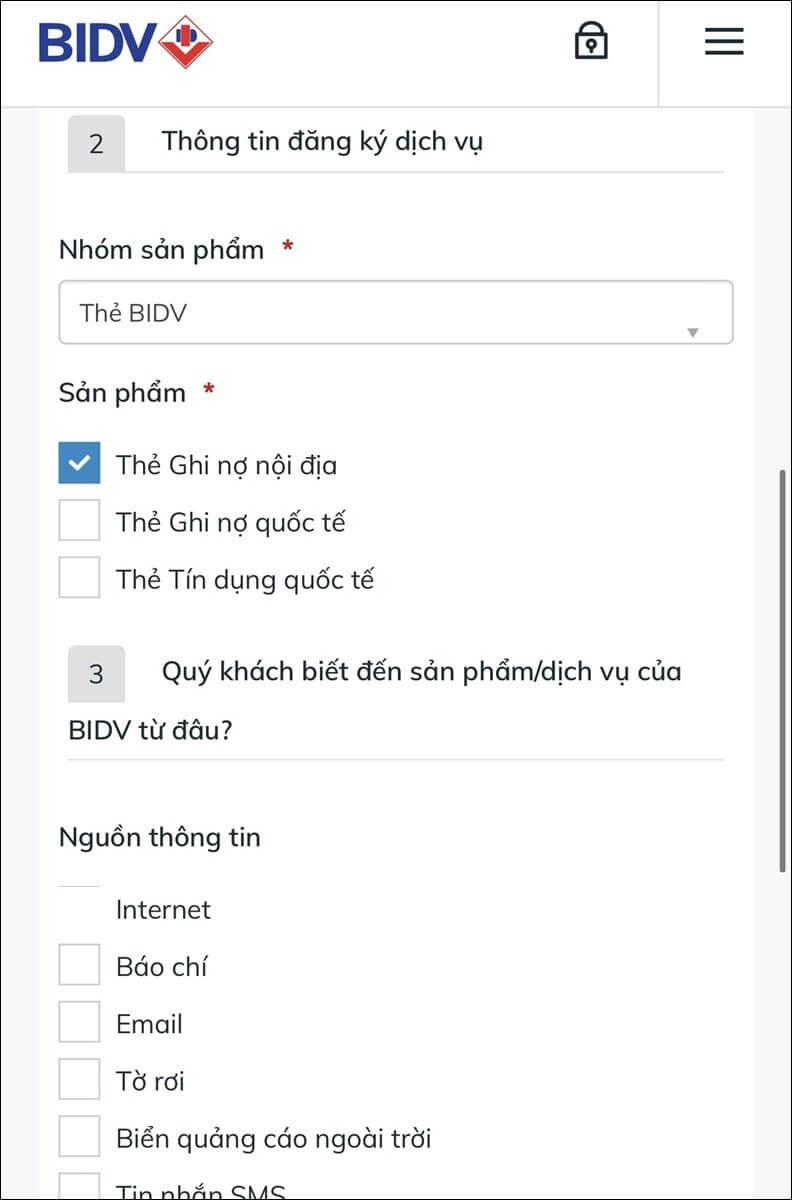 BIDV
2 Thông tin đăng ký dịch vụ
Nhóm sản phẩm *
Thẻ BIDV
Sản phẩm *
Thẻ Ghi nợ nội địa
Thẻ Ghi nợ quốc tế
Thẻ Tín dụng quốc tế
3 Quý khách biết đến sản phẩm/dịch vụ của
BIDV từ đâu?
Nguồn thông tin
Internet
Báo chí
Email
Tờ rơi
Biển quảng cáo ngoài trời
Tin nhắn SMS